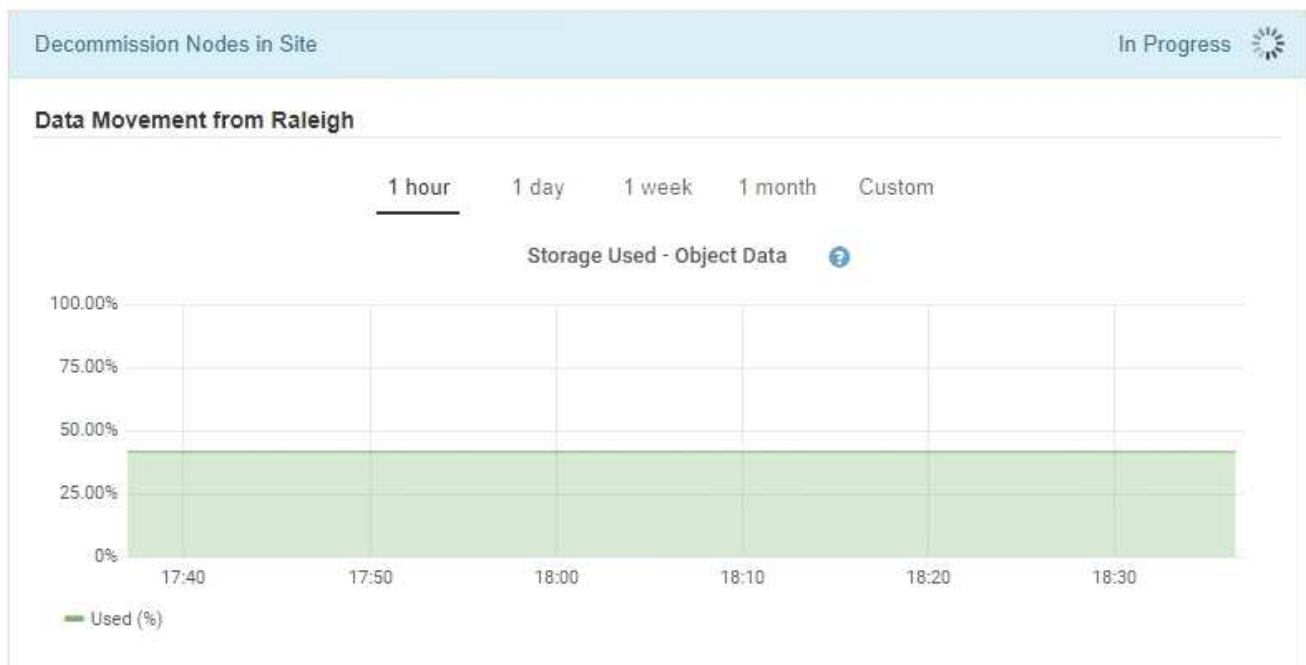 Decommission Nodes in Site In Progress
Data Movement from Raleigh
1 hour 1 day 1 week 1 month Custom
Storage Used - Object Data ?
100.00%
75.00%
50.00%
25.00%
0%
17:40 17:50 18:00 18:10 18:20 18:30
Used (%)